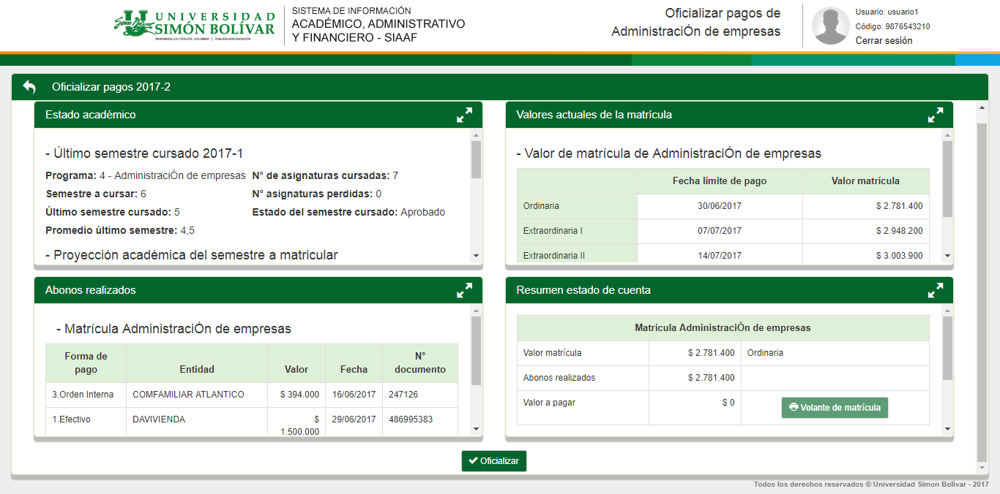 UNIVERSIDAD
SIMÓN BOLÍVAR
BARRANQUILLA Y CÚCUTA - COLOMBIA | VIGILADA MINEDUCACIÓN
SISTEMA DE INFORMACIÓN
ACADÉMICO, ADMINISTRATIVO
Y FINANCIERO - SIAAF
Oficializar pagos de
AdministraciÓn de empresas
Usuario: usuario1
Código: 9876543210
Cerrar sesión
Oficializar pagos 2017-2
Estado académico
- Último semestre cursado 2017-1
Programa: 4 - AdministraciÓn de empresas N° de asignaturas cursadas: 7
Semestre a cursar: 6 N° asignaturas perdidas: 0
Último semestre cursado: 5 Estado del semestre cursado: Aprobado
Promedio último semestre: 4,5
- Proyección académica del semestre a matricular
Valores actuales de la matrícula
- Valor de matrícula de AdministraciÓn de empresas
Fecha límite de pago Valor matrícula
Ordinaria 30/06/2017 $ 2.781.400
Extraordinaria I 07/07/2017 $ 2.948.200
Extraordinaria II 14/07/2017 $ 3.003.900
Abonos realizados
- Matrícula AdministraciÓn de empresas
Forma de pago Entidad Valor Fecha N° documento
3.Orden Interna COMFAMILIAR ATLANTICO $ 394.000 16/06/2017 247126
1.Efectivo DAVIVIENDA $ 1.500.000 29/06/2017 486995383
Resumen estado de cuenta
Matrícula AdministraciÓn de empresas
Valor matrícula $ 2.781.400 Ordinaria
Abonos realizados $ 2.781.400
Valor a pagar $ 0 Volante de matrícula
Oficializar
Todos los derechos reservados © Universidad Simon Bolívar - 2017